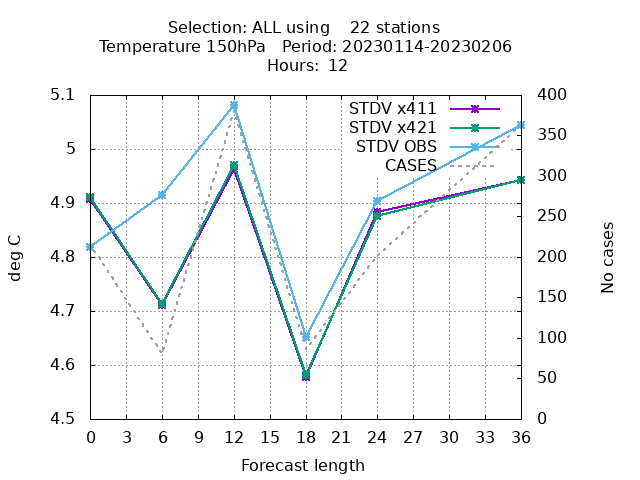 Selection: ALL using 22 stations
Temperature 150hPa Period: 20230114-20230206
Hours: 12
5.1
5
4.9
4.8
4.7
4.6
4.5
deg C
STDV x411
STDV x421
STDV OBS
CASES
400
350
300
250
200
150
100
50
0
No cases
0 3 6 9 12 15 18 21 24 27 30 33 36
Forecast length